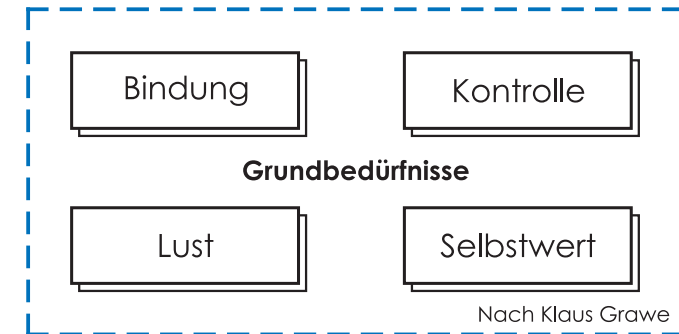 Bindung
Kontrolle
Grundbedürfnisse
Lust
Selbstwert
Nach Klaus Grawe